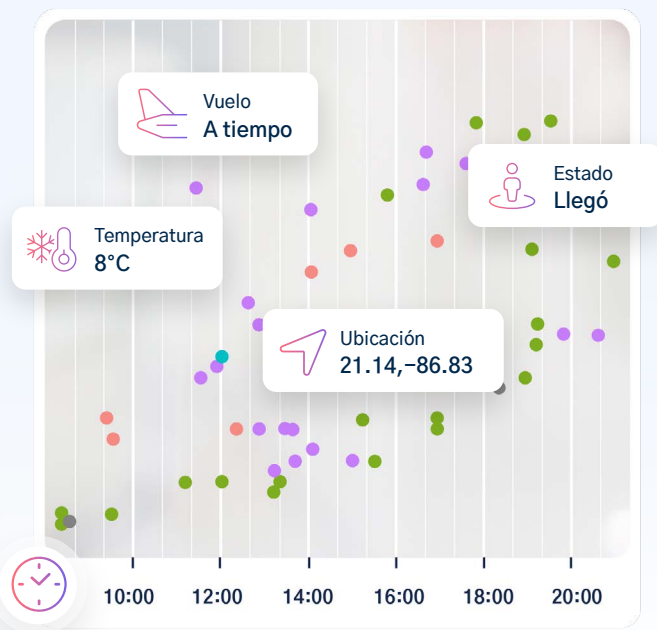 Vuelo
A tiempo
Estado
Llegó
Temperatura
8°C
Ubicación
21.14,-86.83
10:00 12:00 14:00 16:00 18:00 20:00